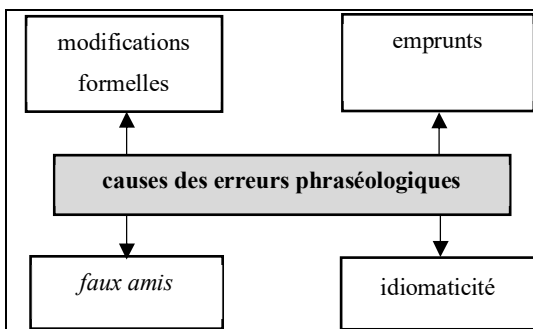 modifications
formelles
emprunts
causes des erreurs phraséologiques
faux amis
idiomaticité